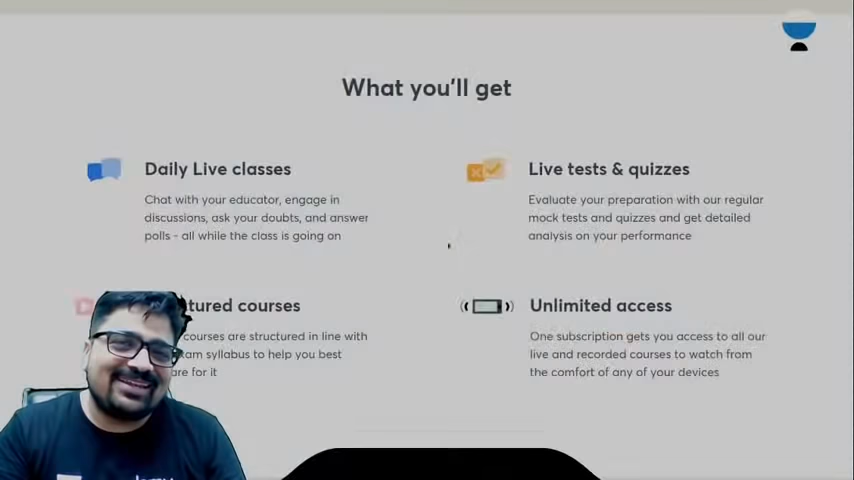 What you'll get
Daily Live classes
Chat with your educator, engage in
discussions, ask your doubts, and answer
polls - all while the class is going on
Live tests & quizzes
Evaluate your preparation with our regular
mock tests and quizzes and get detailed
analysis on your performance
tured courses
courses are structured in line with
am syllabus to help you best
are for it
Unlimited access
One subscription gets you access to all our
live and recorded courses to watch from
the comfort of any of your devices